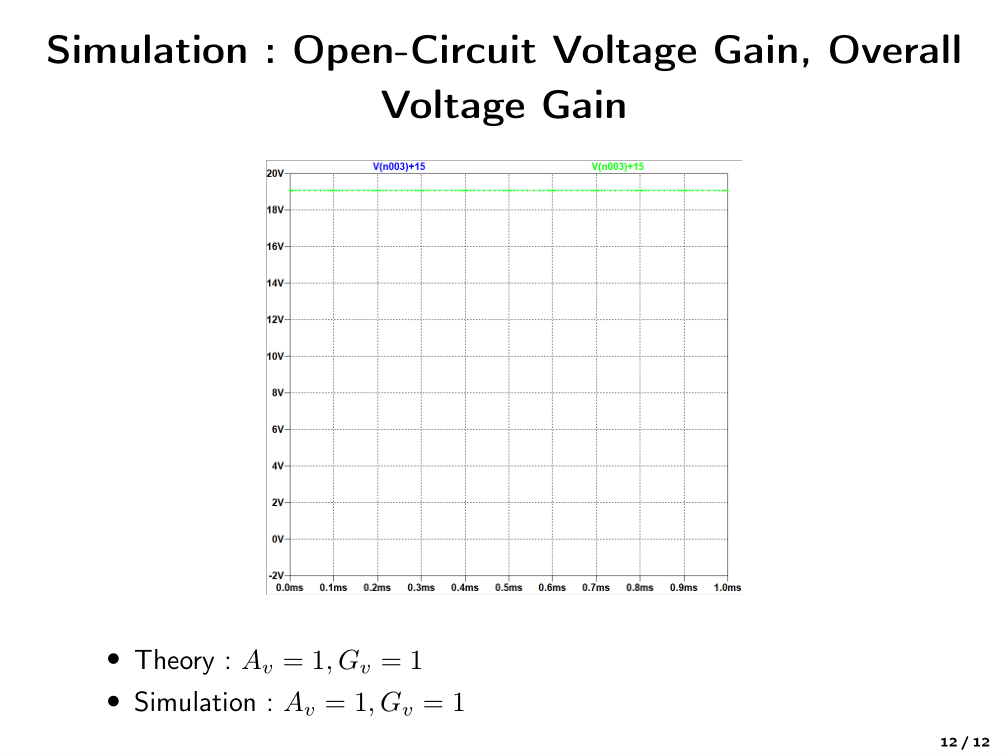 Simulation : Open-Circuit Voltage Gain, Overall
Voltage Gain
V(n003)+15 V(n003)+15
20V
18V
16V
14V
12V
10V
8V
6V
4V
2V
0V
-2V
0.0ms 0.1ms 0.2ms 0.3ms 0.4ms 0.5ms 0.6ms 0.7ms 0.8ms 0.9ms 1.0ms
• Theory : A_v = 1, G_v = 1
• Simulation : A_v = 1, G_v = 1
12 / 12